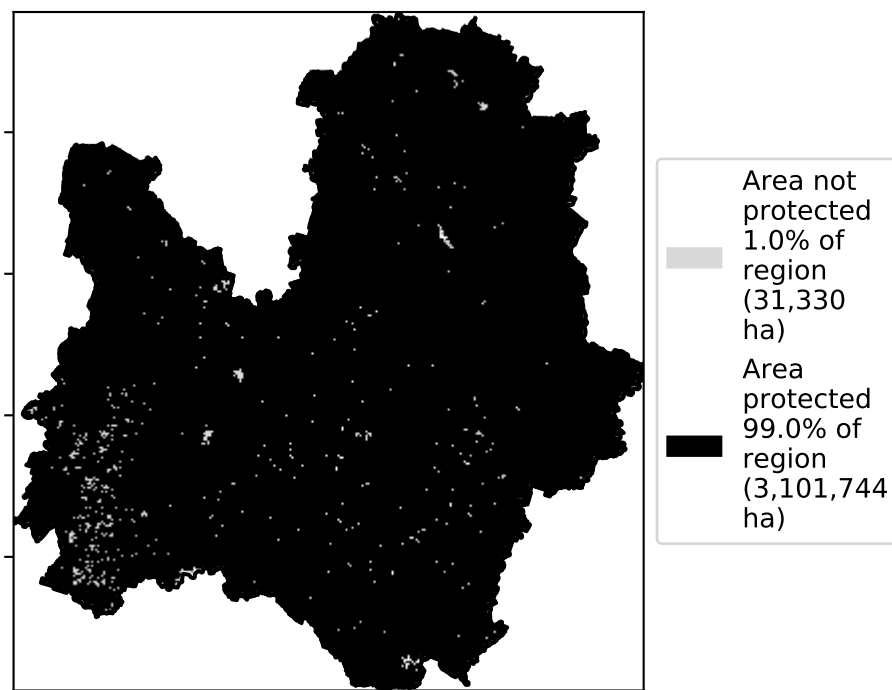 Area not
protected
1.0% of
region
(31,330
ha)
Area
protected
99.0% of
region
(3,101,744
ha)